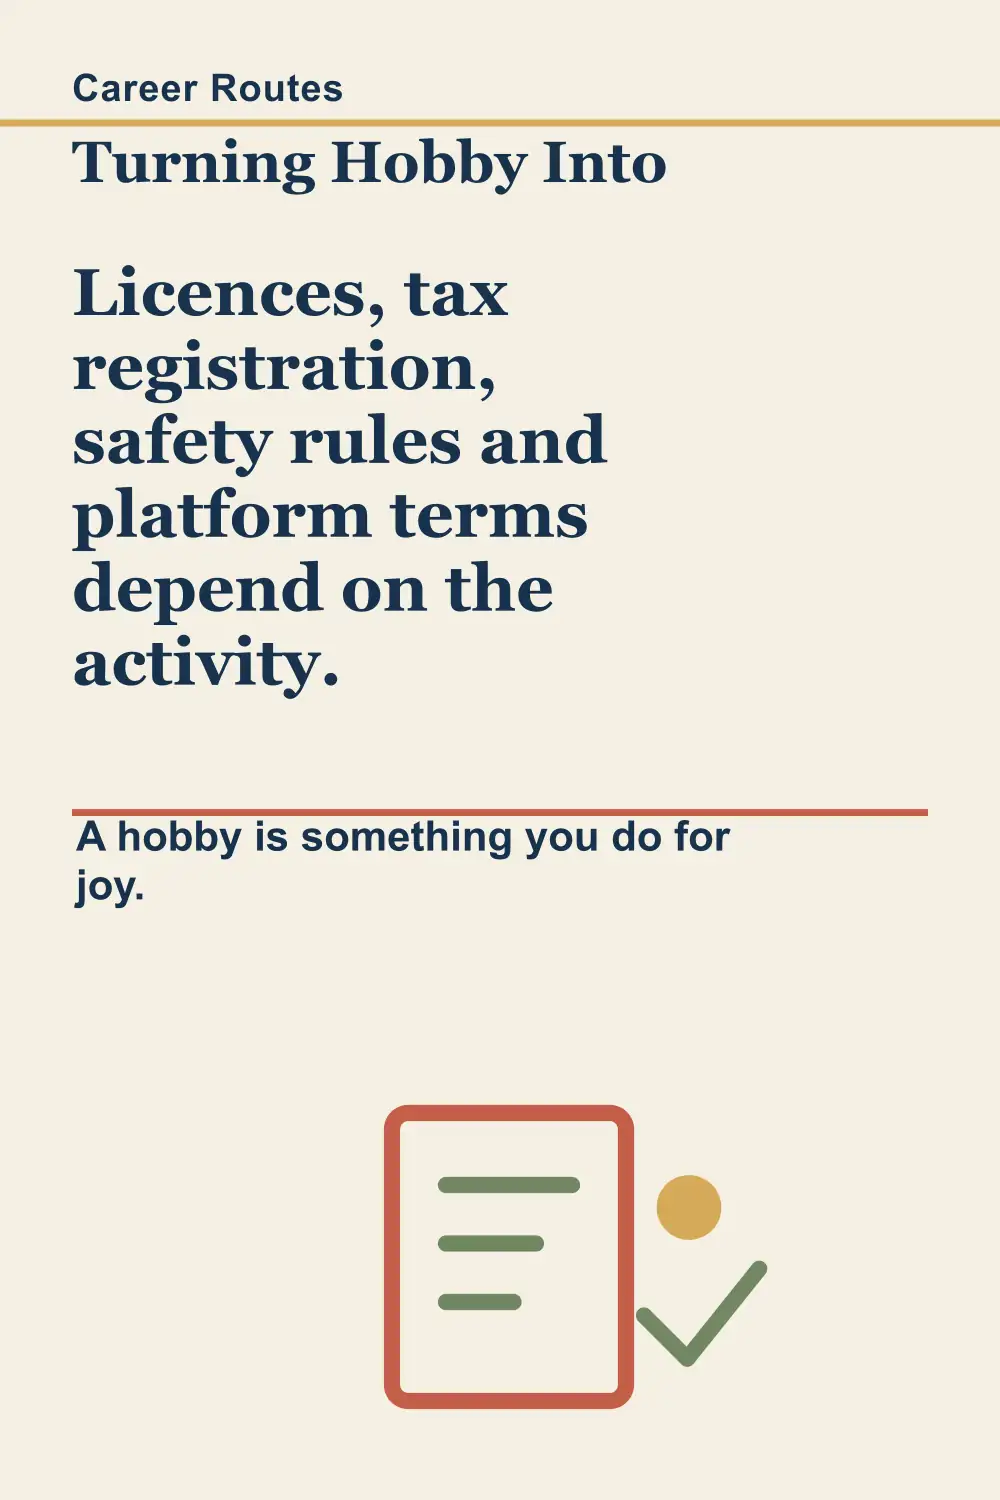 Career Routes
Turning Hobby Into
Licences, tax
registration,
safety rules and
platform terms
depend on the
activity.
A hobby is something you do for
joy.